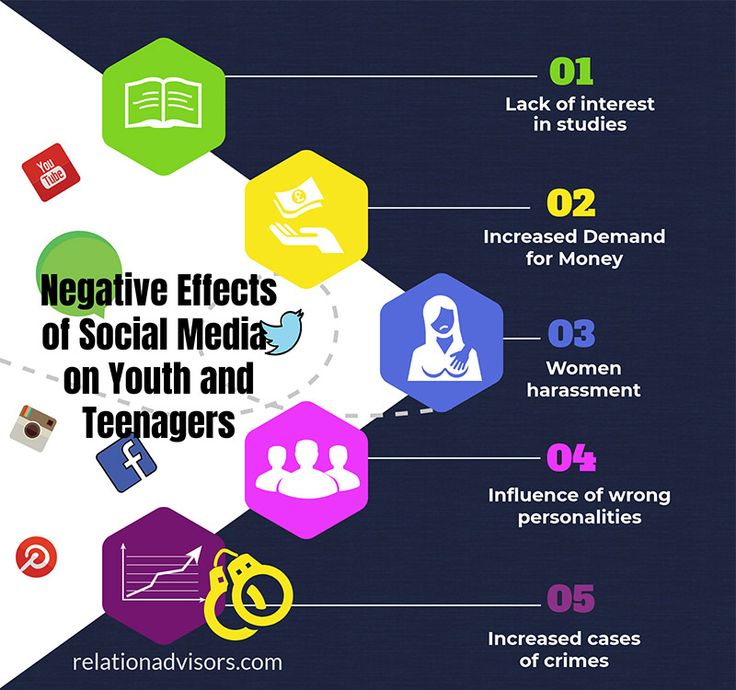 01
Lack of interest
in studies
You
Tube
02
Increased Demand
for Money
£
Negative Effects
of Social Media
on Youth and
Teenagers
03
Women
harassment
f
04
Influence of wrong
personalities
05
Increased cases
of crimes
relationadvisors.com